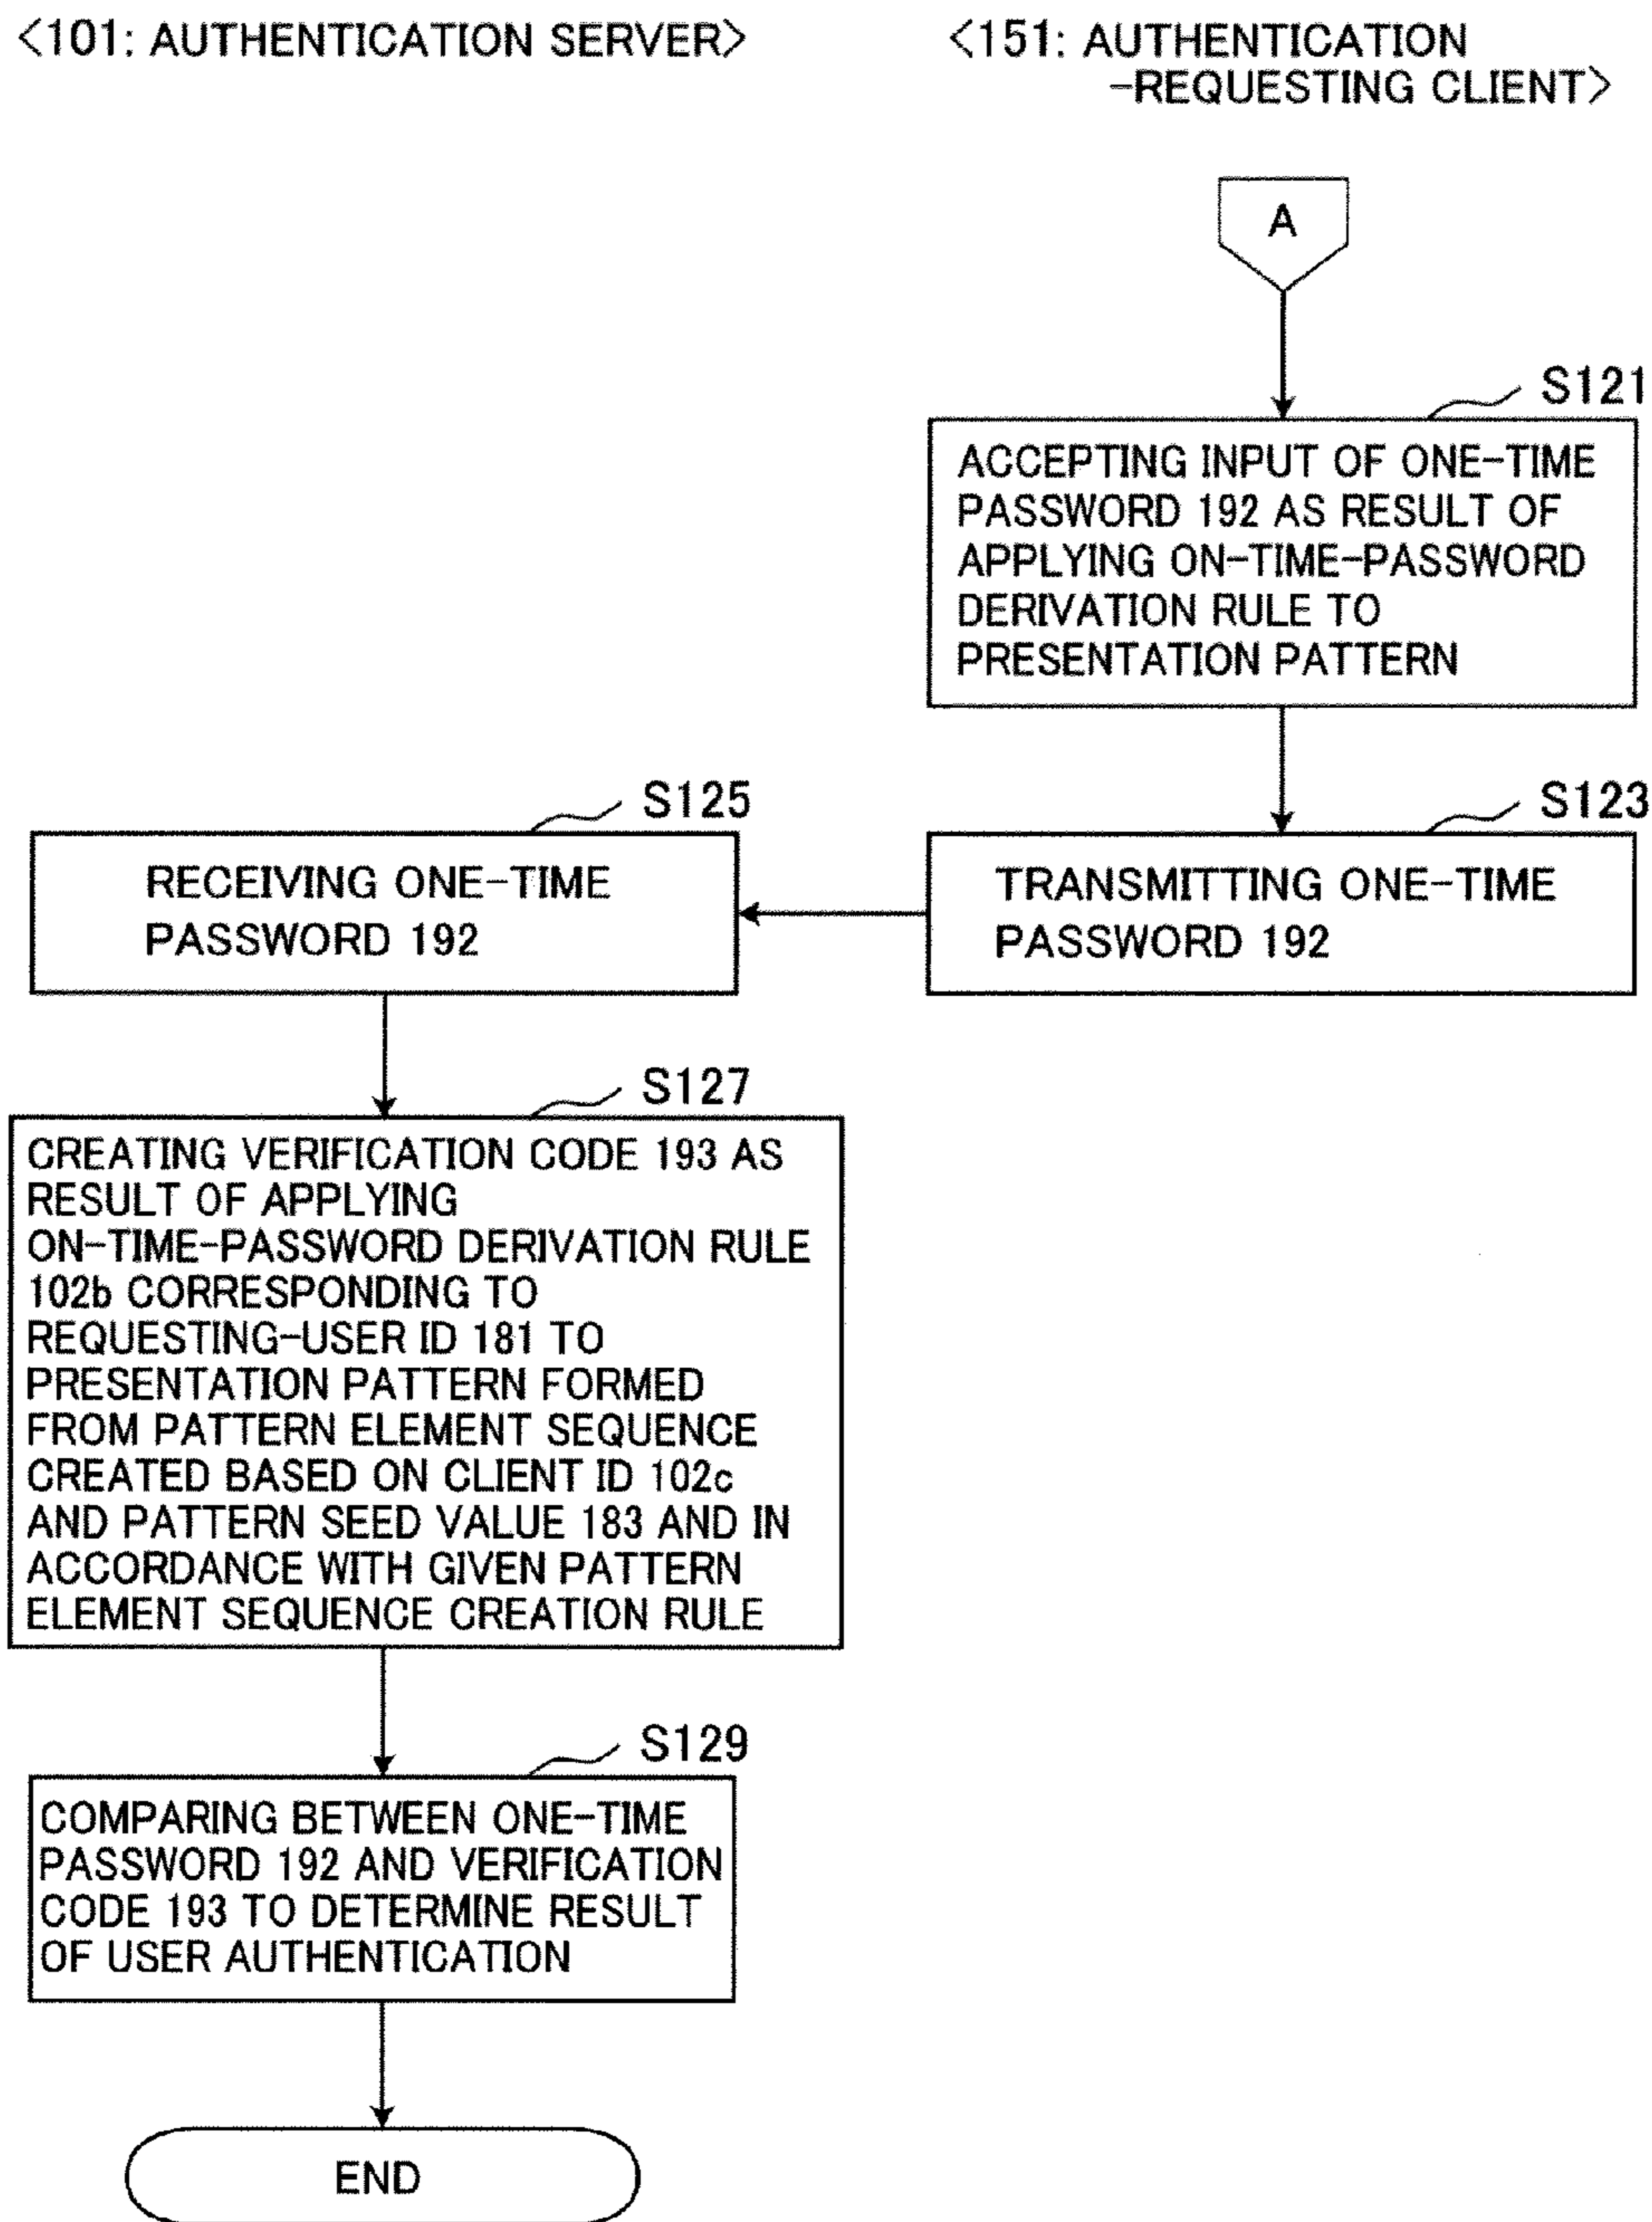 <101: AUTHENTICATION SERVER>
<151: AUTHENTICATION
-REQUESTING CLIENT>
A
S121
ACCEPTING INPUT OF ONE-TIME
PASSWORD 192 AS RESULT OF
APPLYING ON-TIME-PASSWORD
DERIVATION RULE TO
PRESENTATION PATTERN
S125
RECEIVING ONE-TIME
PASSWORD 192
S123
TRANSMITTING ONE-TIME
PASSWORD 192
S127
CREATING VERIFICATION CODE 193 AS
RESULT OF APPLYING
ON-TIME-PASSWORD DERIVATION RULE
102b CORRESPONDING TO
REQUESTING-USER ID 181 TO
PRESENTATION PATTERN FORMED
FROM PATTERN ELEMENT SEQUENCE
CREATED BASED ON CLIENT ID 102c
AND PATTERN SEED VALUE 183 AND IN
ACCORDANCE WITH GIVEN PATTERN
ELEMENT SEQUENCE CREATION RULE
S129
COMPARING BETWEEN ONE-TIME
PASSWORD 192 AND VERIFICATION
CODE 193 TO DETERMINE RESULT
OF USER AUTHENTICATION
END